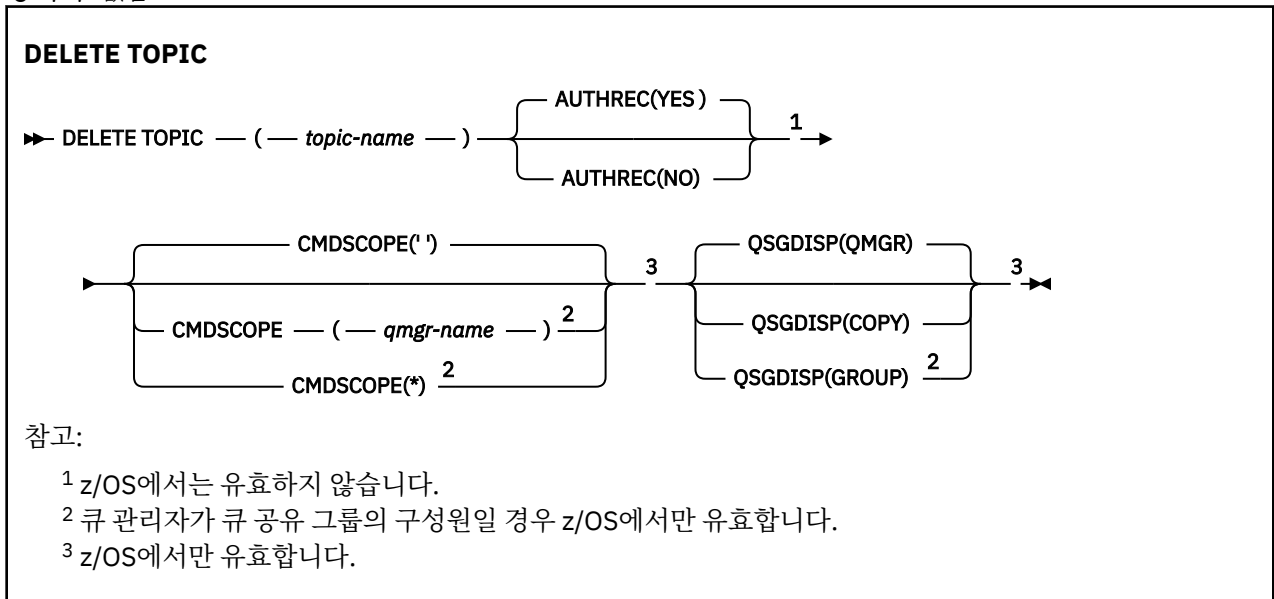 DELETE TOPIC
AUTHREC(YES )
DELETE TOPIC ( topic-name ) 1
AUTHREC(NO)
CMDSCOPE(' ') QSGDISP(QMGR)
3 3
CMDSCOPE ( qmgr-name ) 2 QSGDISP(COPY)
CMDSCOPE(*) 2 QSGDISP(GROUP) 2
참고:
1 z/OS에서는 유효하지 않습니다.
2 큐 관리자가 큐 공유 그룹의 구성원일 경우 z/OS에서만 유효합니다.
3 z/OS에서만 유효합니다.